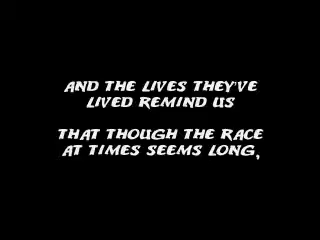 AND THE LIVES THEY'VE
LIVED REMIND US
THAT THOUGH THE RACE
AT TIMES SEEMS LONG,